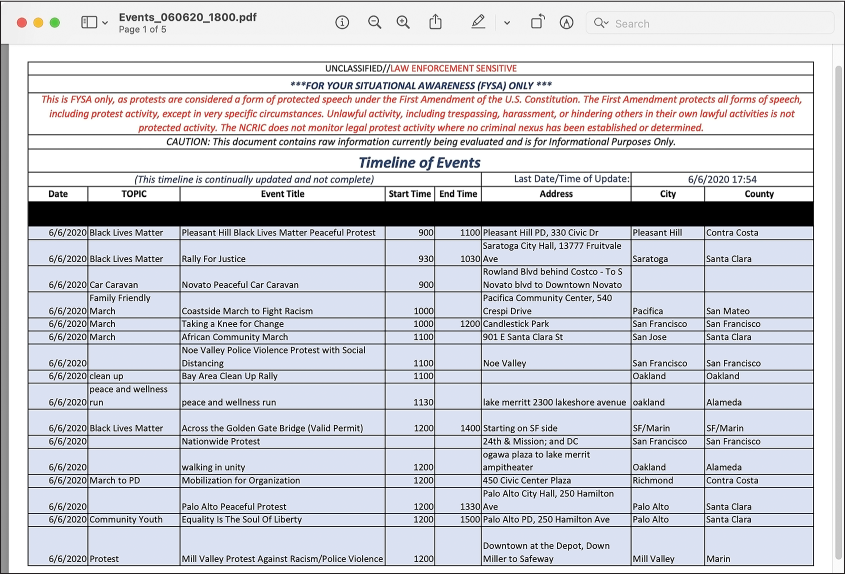 Events_060620_1800.pdf
Page 1 of 5
Search
UNCLASSIFIED//LAW ENFORCEMENT SENSITIVE
***FOR YOUR SITUATIONAL AWARENESS (FYSA) ONLY ***
This is FYSA only, as protests are considered a form of protected speech under the First Amendment of the U.S. Constitution. The First Amendment protects all forms of speech,
including protest activity, except in very specific circumstances. Unlawful activity, including trespassing, harassment, or hindering others in their own lawful activities is not
protected activity. The NCRIC does not monitor legal protest activity where no criminal nexus has been established or determined.
CAUTION: This document contains raw information currently being evaluated and is for Informational Purposes Only.
Timeline of Events
(This timeline is continually updated and not complete) Last Date/Time of Update: 6/6/2020 17:54
Date TOPIC Event Title Start Time End Time Address City County
6/6/2020 Black Lives Matter Pleasant Hill Black Lives Matter Peaceful Protest 900 1100 Pleasant Hill PD, 330 Civic Dr Pleasant Hill Contra Costa
Saratoga City Hall, 13777 Fruitvale
6/6/2020 Black Lives Matter Rally For Justice 930 1030 Ave Saratoga Santa Clara
Rowland Blvd behind Costco - To S
6/6/2020 Car Caravan Novato Peaceful Car Caravan 900 Novato blvd to Downtown Novato
Family Friendly Pacifica Community Center, 540
6/6/2020 March Coastside March to Fight Racism 1000 Crespi Drive Pacifica San Mateo
6/6/2020 March Taking a Knee for Change 1000 1200 Candlestick Park San Francisco San Francisco
6/6/2020 March African Community March 1100 901 E Santa Clara St San Jose Santa Clara
Noe Valley Police Violence Protest with Social
6/6/2020 Distancing 1100 Noe Valley San Francisco San Francisco
6/6/2020 clean up Bay Area Clean Up Rally 1100 Oakland Oakland
peace and wellness
6/6/2020 run peace and wellness run 1130 lake merritt 2300 lakeshore avenue oakland Alameda
6/6/2020 Black Lives Matter Across the Golden Gate Bridge (Valid Permit) 1200 1400 Starting on SF side SF/Marin SF/Marin
6/6/2020 Nationwide Protest 24th & Mission; and DC San Francisco San Francisco
ogawa plaza to lake merrit
6/6/2020 walking in unity 1200 ampitheater Oakland Alameda
6/6/2020 March to PD Mobilization for Organization 1200 450 Civic Center Plaza Richmond Contra Costa
Palo Alto City Hall, 250 Hamilton
6/6/2020 Palo Alto Peaceful Protest 1200 1330 Ave Palo Alto Santa Clara
6/6/2020 Community Youth Equality Is The Soul Of Liberty 1200 1500 Palo Alto PD, 250 Hamilton Ave Palo Alto Santa Clara
Downtown at the Depot, Down
6/6/2020 Protest Mill Valley Protest Against Racism/Police Violence 1200 Miller to Safeway Mill Valley Marin